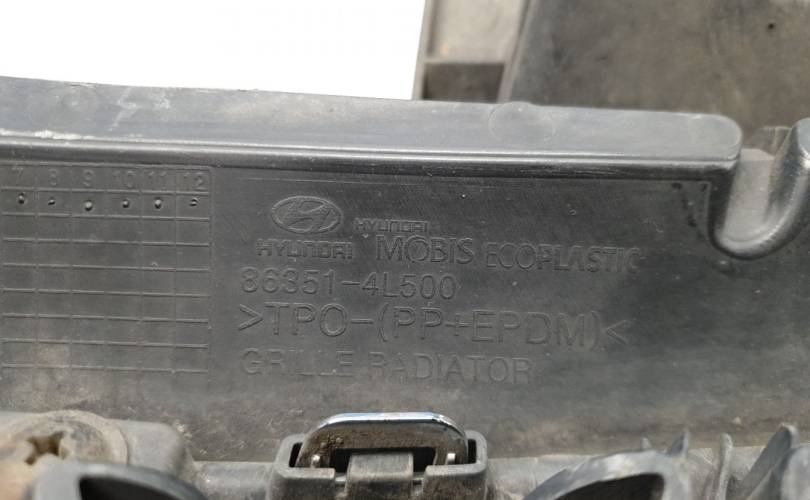 7 8 9 10 11 12
HYUNDAI
HYUNDAI MOBIS ECOPLASTIC
86351-4L500
>TPO-(PP+EPDM)<
GRILLE RADIATOR